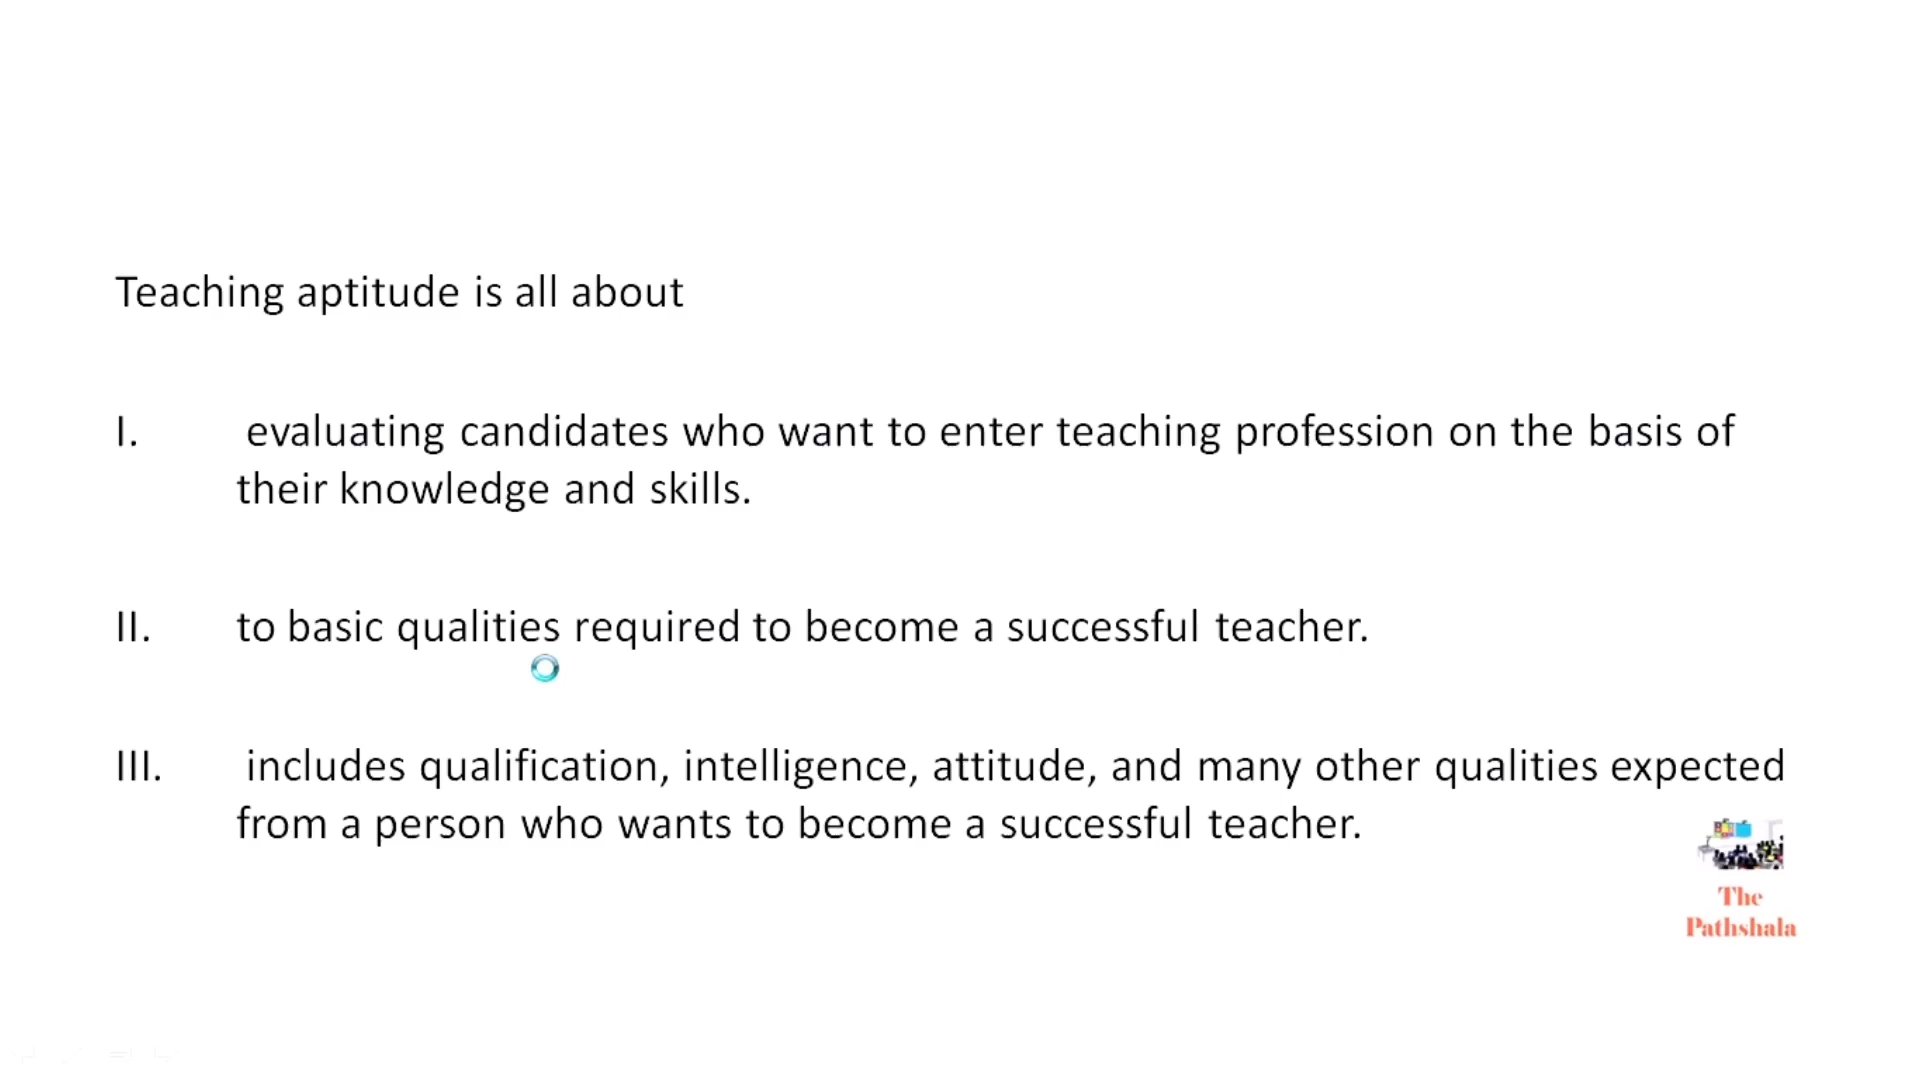 Teaching aptitude is all about
I. evaluating candidates who want to enter teaching profession on the basis of
their knowledge and skills.
II. to basic qualities required to become a successful teacher.
III. includes qualification, intelligence, attitude, and many other qualities expected
from a person who wants to become a successful teacher.
The
Pathshala